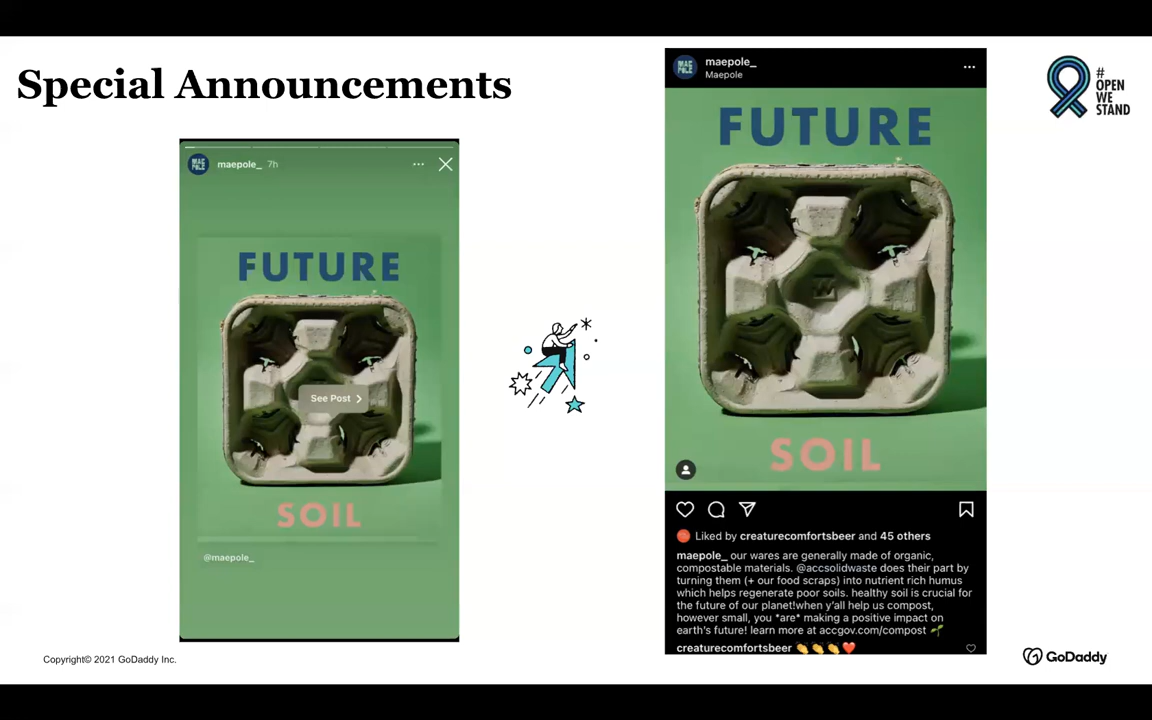 Special Announcements
#
OPEN
WE
STAND
MAE
POLE
maepole_ 7h
FUTURE
See Post
SOIL
@maepole_
MAE
POLE
maepole_
Maepole
FUTURE
SOIL
Liked by creaturecomfortsbeer and 45 others
maepole_ our wares are generally made of organic,
compostable materials. @accsolidwaste does their part by
turning them (+ our food scraps) into nutrient rich humus
which helps regenerate poor soils. healthy soil is crucial for
the future of our planet!when y'all help us compost,
however small, you *are* making a positive impact on
earth's future! learn more at accgov.com/compost 🌱
creaturecomfortsbeer 👏👏👏❤️
Copyright© 2021 GoDaddy Inc.
GoDaddy